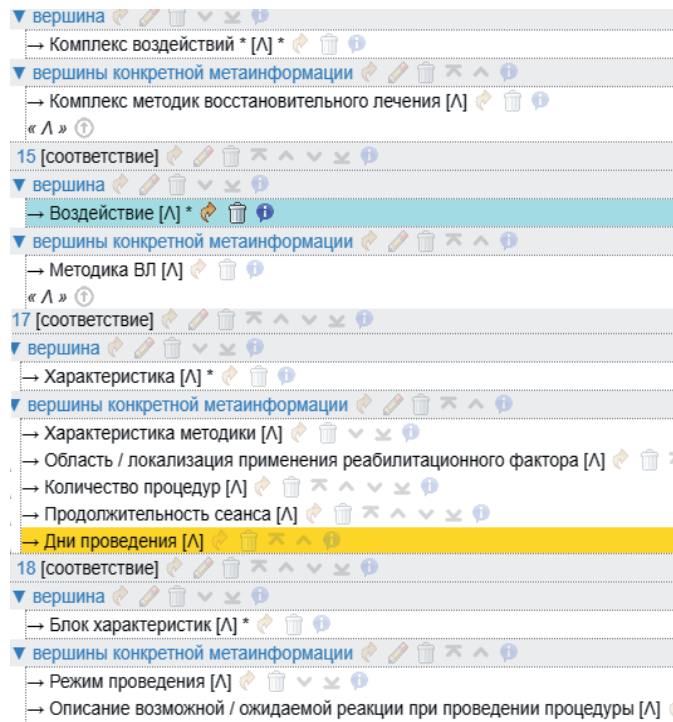 ▼ вершина
→ Комплекс воздействий * [Λ] *
▼ вершины конкретной метаинформации
→ Комплекс методик восстановительного лечения [Λ]
« Λ »
15 [соответствие]
▼ вершина
→ Воздействие [Λ] *
▼ вершины конкретной метаинформации
→ Методика ВЛ [Λ]
« Λ »
17 [соответствие]
▼ вершина
→ Характеристика [Λ] *
▼ вершины конкретной метаинформации
→ Характеристика методики [Λ]
→ Область / локализация применения реабилитационного фактора [Λ]
→ Количество процедур [Λ]
→ Продолжительность сеанса [Λ]
→ Дни проведения [Λ]
18 [соответствие]
▼ вершина
→ Блок характеристик [Λ] *
▼ вершины конкретной метаинформации
→ Режим проведения [Λ]
→ Описание возможной / ожидаемой реакции при проведении процедуры [Λ]